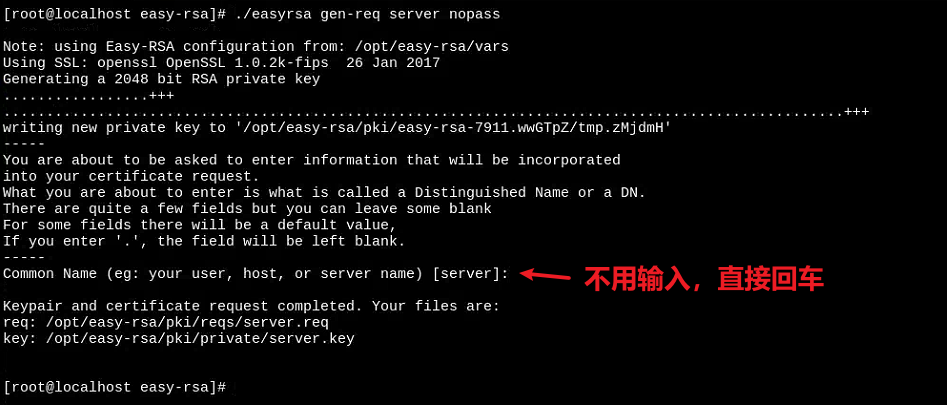 [root@localhost easy-rsa]# ./easyrsa gen-req server nopass
Note: using Easy-RSA configuration from: /opt/easy-rsa/vars
Using SSL: openssl OpenSSL 1.0.2k-fips  26 Jan 2017
Generating a 2048 bit RSA private key
.................+++
.................................................................................................+++
writing new private key to '/opt/easy-rsa/pki/easy-rsa-7911.wwGTpZ/tmp.zMjdmH'
-----
You are about to be asked to enter information that will be incorporated
into your certificate request.
What you are about to enter is what is called a Distinguished Name or a DN.
There are quite a few fields but you can leave some blank
For some fields there will be a default value,
If you enter '.', the field will be left blank.
-----
Common Name (eg: your user, host, or server name) [server]: 不用输入，直接回车
Keypair and certificate request completed. Your files are:
req: /opt/easy-rsa/pki/reqs/server.req
key: /opt/easy-rsa/pki/private/server.key
[root@localhost easy-rsa]#